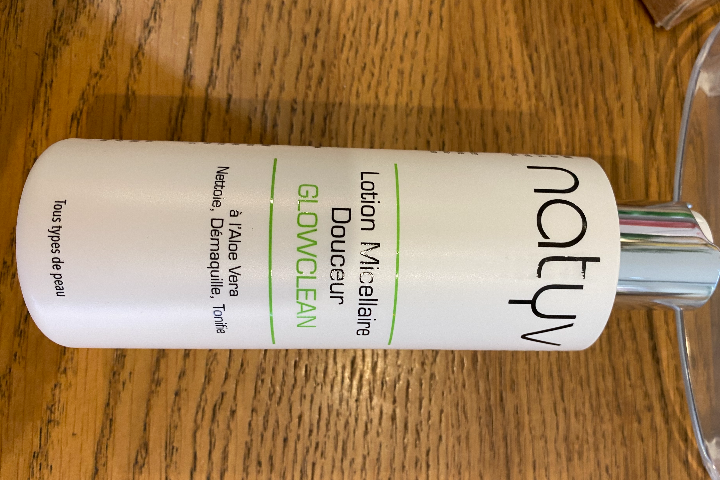 natyv
Lotion Micellaire
Douceur
GLOWCLEAN
à l'Aloe Vera
Nettoie, Démaquille, Tonifie
Tous types de peau